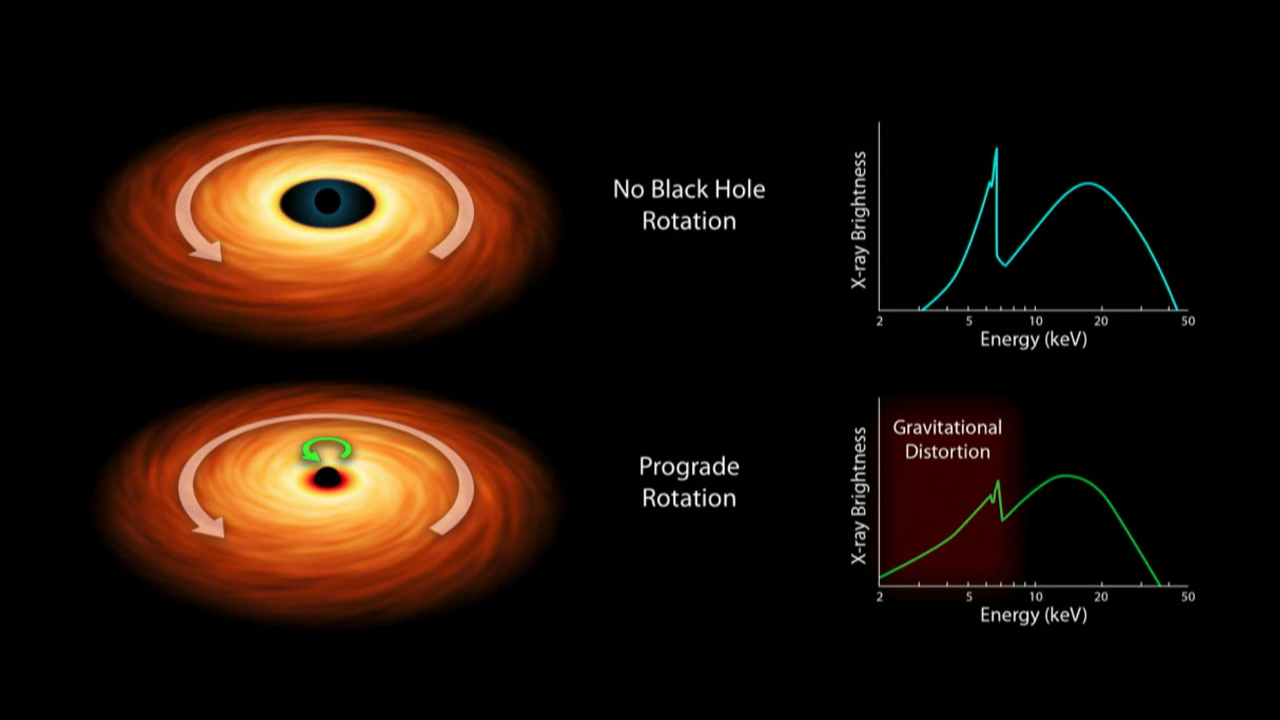 No Black Hole
Rotation
X-ray Brightness
2 5 10 20 50
Energy (keV)
Prograde
Rotation
Gravitational
Distortion
X-ray Brightness
2 5 10 20 50
Energy (keV)